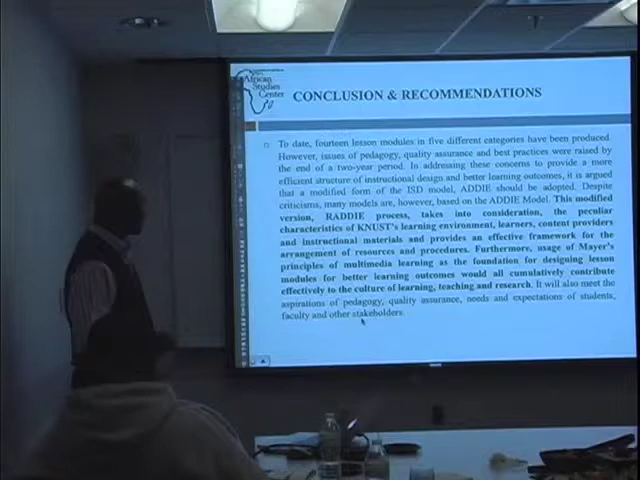 African
Studies
Center
CONCLUSION & RECOMMENDATIONS
To date, fourteen lesson modules in five different categories have been produced.
However, issues of pedagogy, quality assurance and best practices were raised by
the end of a two-year period. In addressing these concerns to provide a more
efficient structure of instructional design and better learning outcomes, it is argued
that a modified form of the ISD model, ADDIE should be adopted. Despite
criticisms, many models are, however, based on the ADDIE Model. This modified
version, RADDIE process, takes into consideration, the peculiar
characteristics of KNUST's learning environment, learners, content providers
and instructional materials and provides an effective framework for the
arrangement of resources and procedures. Furthermore, usage of Mayer's
principles of multimedia learning as the foundation for designing lesson
modules for better learning outcomes would all cumulatively contribute
effectively to the culture of learning, teaching and research. It will also meet the
aspirations of pedagogy, quality assurance, needs and expectations of students,
faculty and other stakeholders.